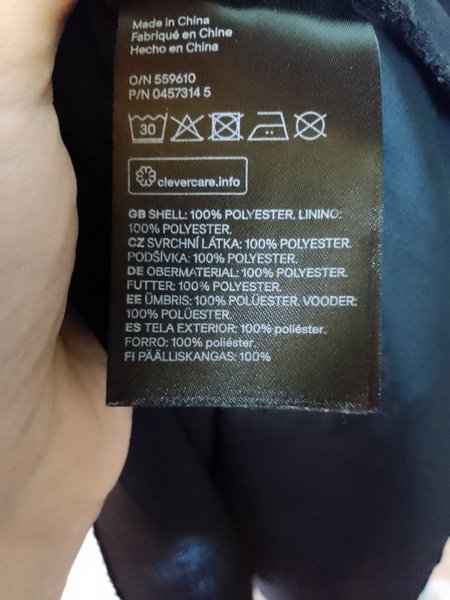 Made in China
Fabriqué en Chine
Hecho en China
O/N 559610
P/N 0457314 5
30
clevercare.info
GB SHELL: 100% POLYESTER. LINING:
100% POLYESTER.
CZ SVRCHNÍ LÁTKA: 100% POLYESTER.
PODŠÍVKA: 100% POLYESTER.
DE OBERMATERIAL: 100% POLYESTER.
FUTTER: 100% POLYESTER.
EE ÜMBRIS: 100% POLÜESTER. VOODER:
100% POLÜESTER.
ES TELA EXTERIOR: 100% poliéster.
FORRO: 100% poliéster.
FI PÄÄLLISKANGAS: 100%